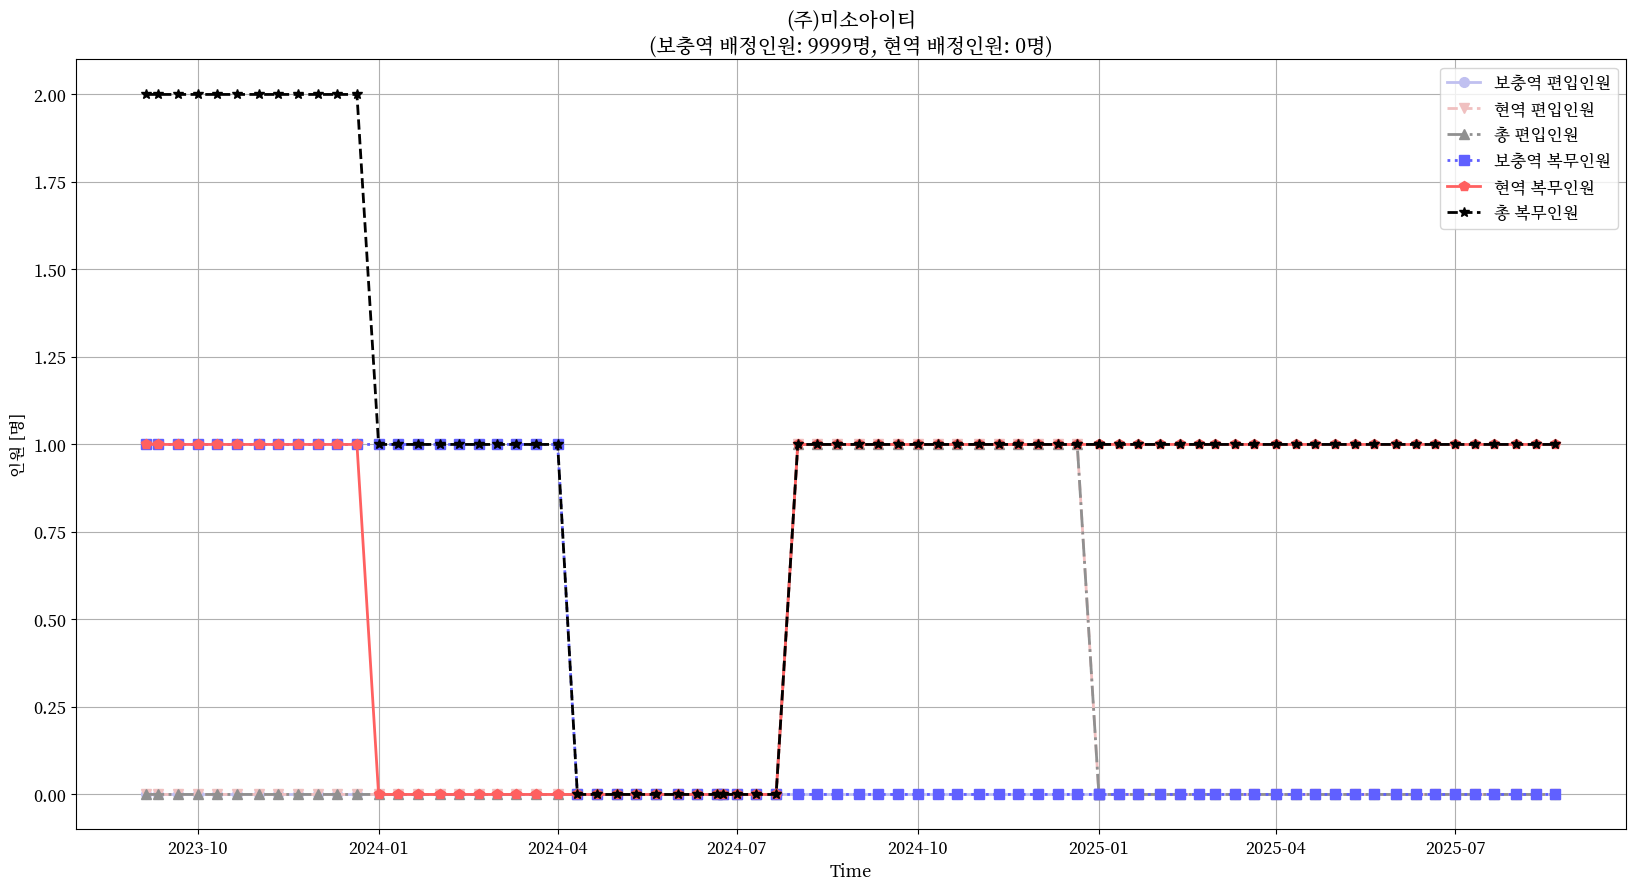 (주)미소아이티
(보충역 배정인원: 9999명, 현역 배정인원: 0명)
보충역 편입인원
현역 편입인원
총 편입인원
보충역 복무인원
현역 복무인원
총 복무인원
인원 [명]
2.00
1.75
1.50
1.25
1.00
0.75
0.50
0.25
0.00
2023-10 2024-01 2024-04 2024-07 2024-10 2025-01 2025-04 2025-07
Time